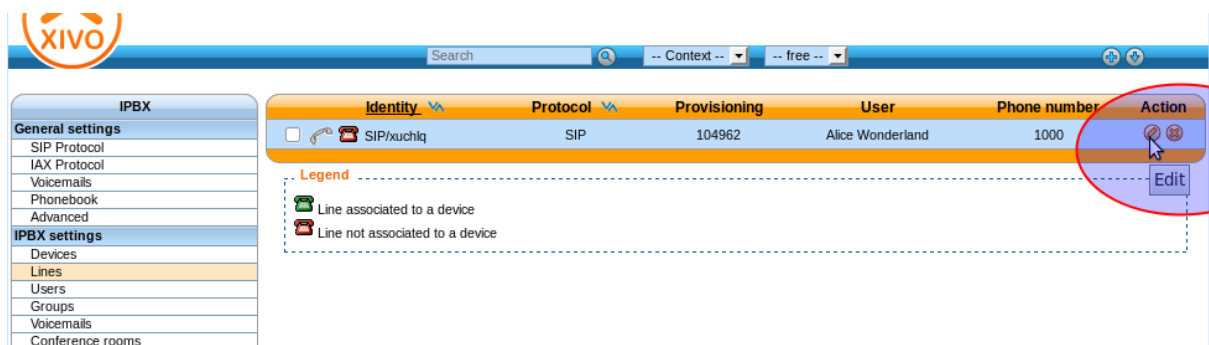 XIVO
Search -- Context -- -- free --
IPBX
General settings
SIP Protocol
IAX Protocol
Voicemails
Phonebook
Advanced
IPBX settings
Devices
Lines
Users
Groups
Voicemails
Conference rooms
Identity Protocol Provisioning User Phone number Action
SIP/xuchlq SIP 104962 Alice Wonderland 1000
Edit
Legend
Line associated to a device
Line not associated to a device